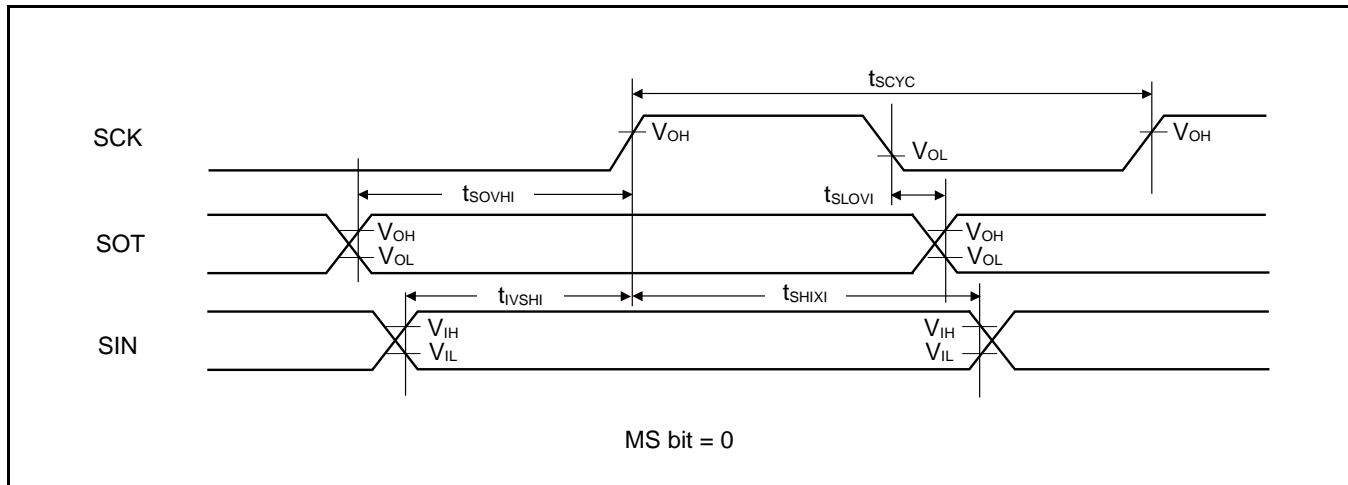 tSCYC
SCK
VOH
VOL
VOH
tSOVHI
tSLOVI
SOT
VOH
VOL
VOH
VOL
tIVSHI
tSHIXI
SIN
VIH
VIL
VIH
VIL
MS bit = 0